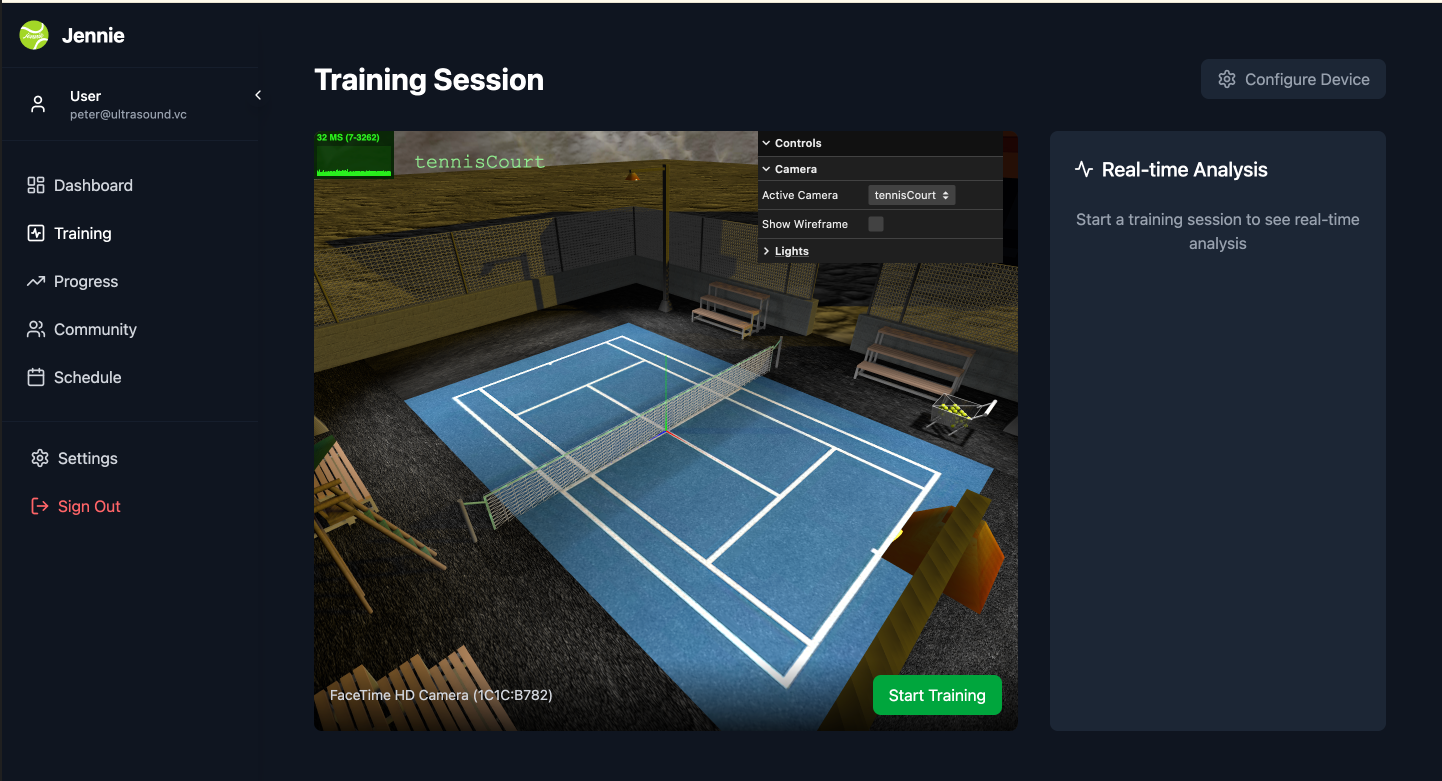 Jennie
User
peter@ultrasound.vc
Dashboard
Training
Progress
Community
Schedule
Settings
Sign Out
Training Session
Configure Device
32 MS (7-3262)
tennisCourt
Controls
Camera
Active Camera
tennisCourt
Show Wireframe
Lights
FaceTime HD Camera (1C1C:B782)
Start Training
Real-time Analysis
Start a training session to see real-time
analysis